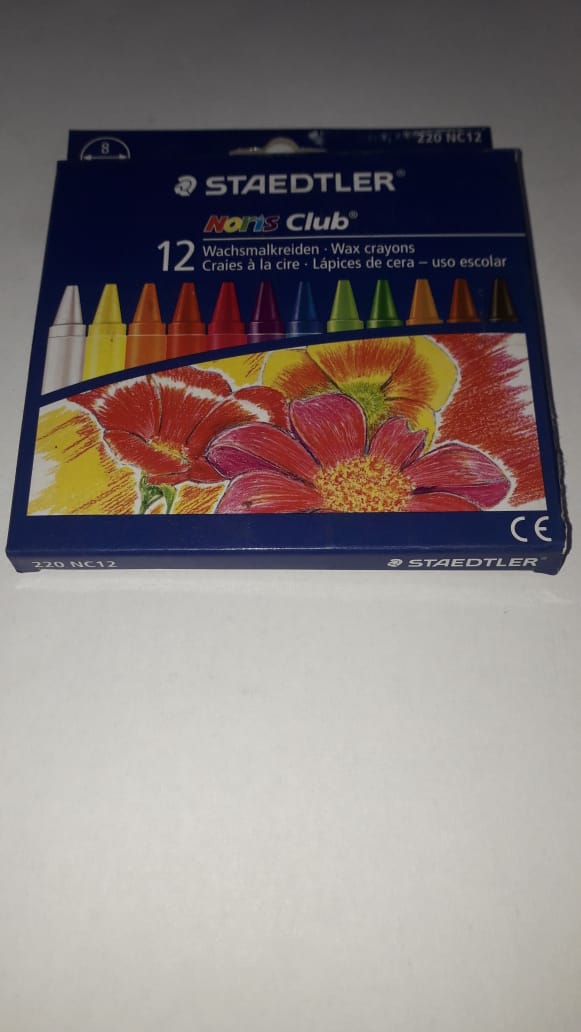 8
220 NC12
STAEDTLER®
Noris Club®
12
Wachsmalkreiden · Wax crayons
Craies à la cire · Lápices de cera – uso escolar
CE
220 NC12
STAEDTLER®